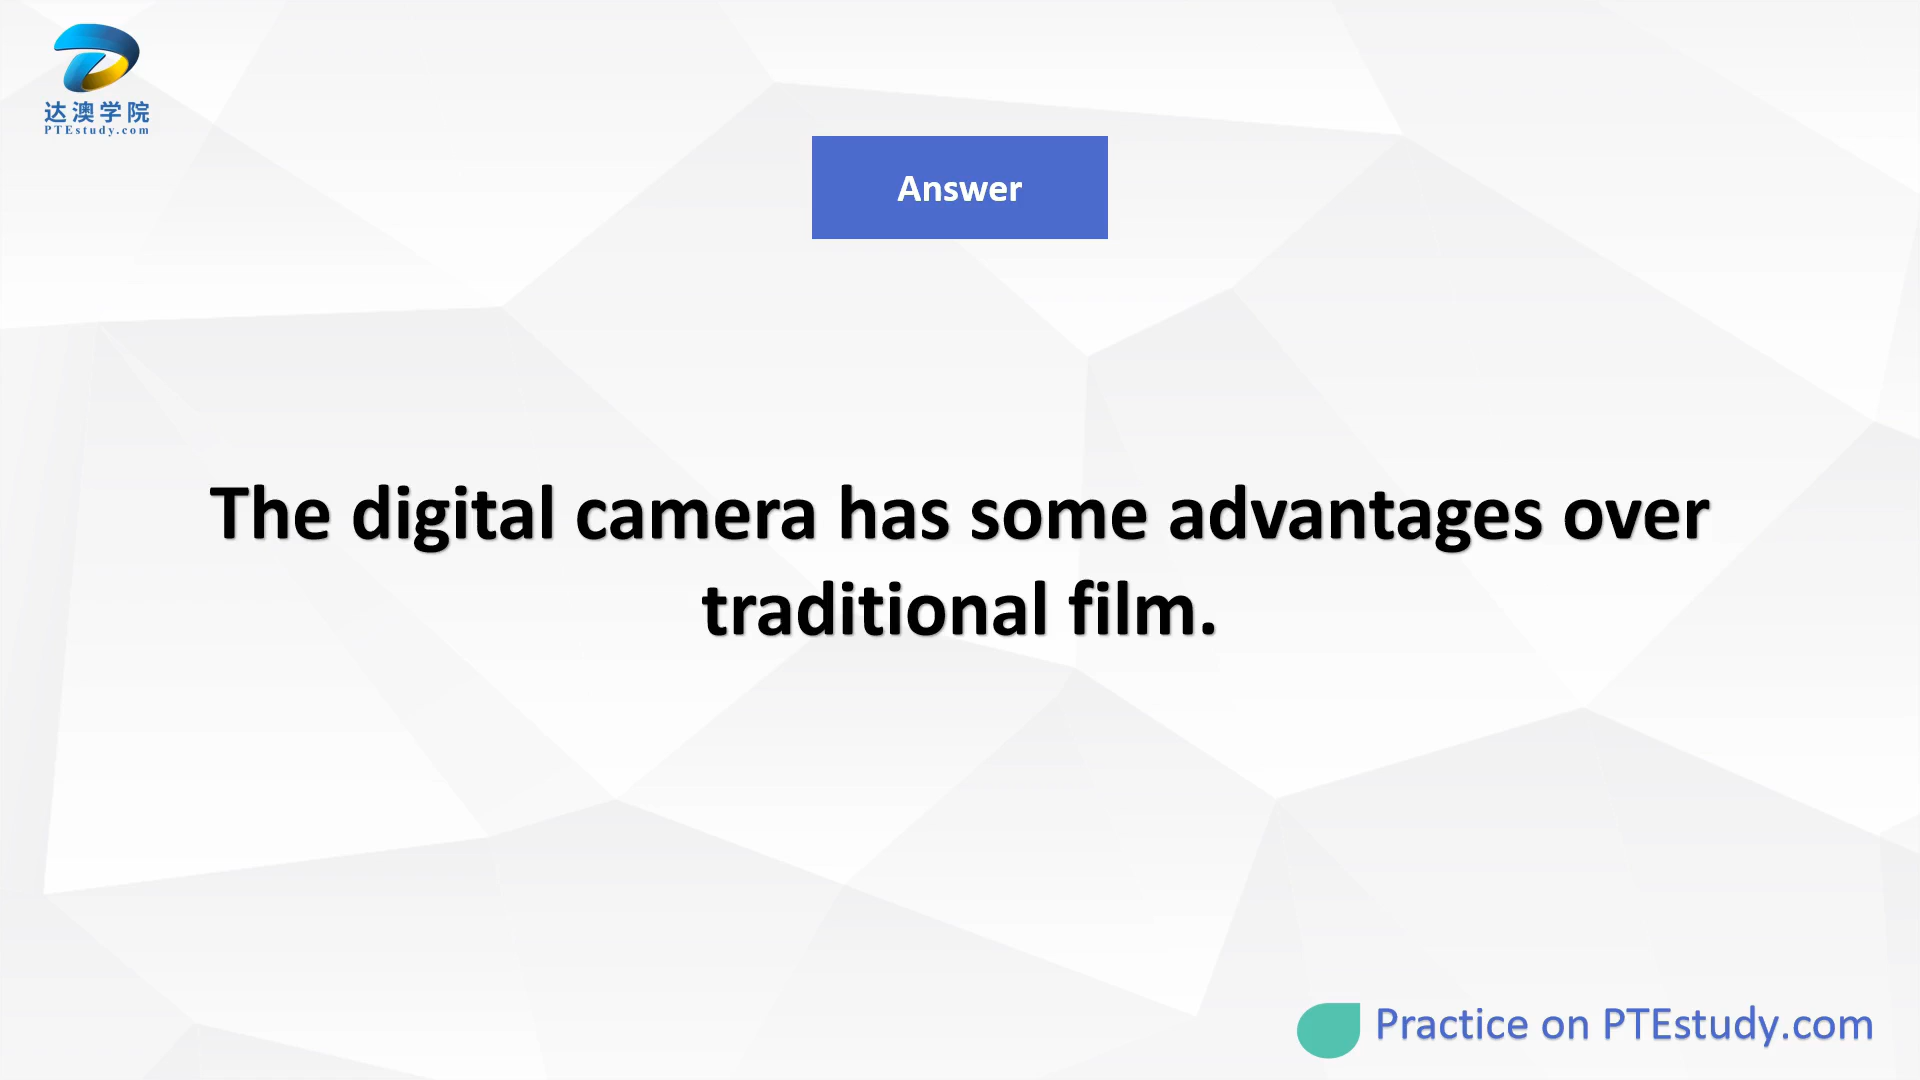 达澳学院
PTEstudy.com
Answer
The digital camera has some advantages over
traditional film.
Practice on PTEstudy.com